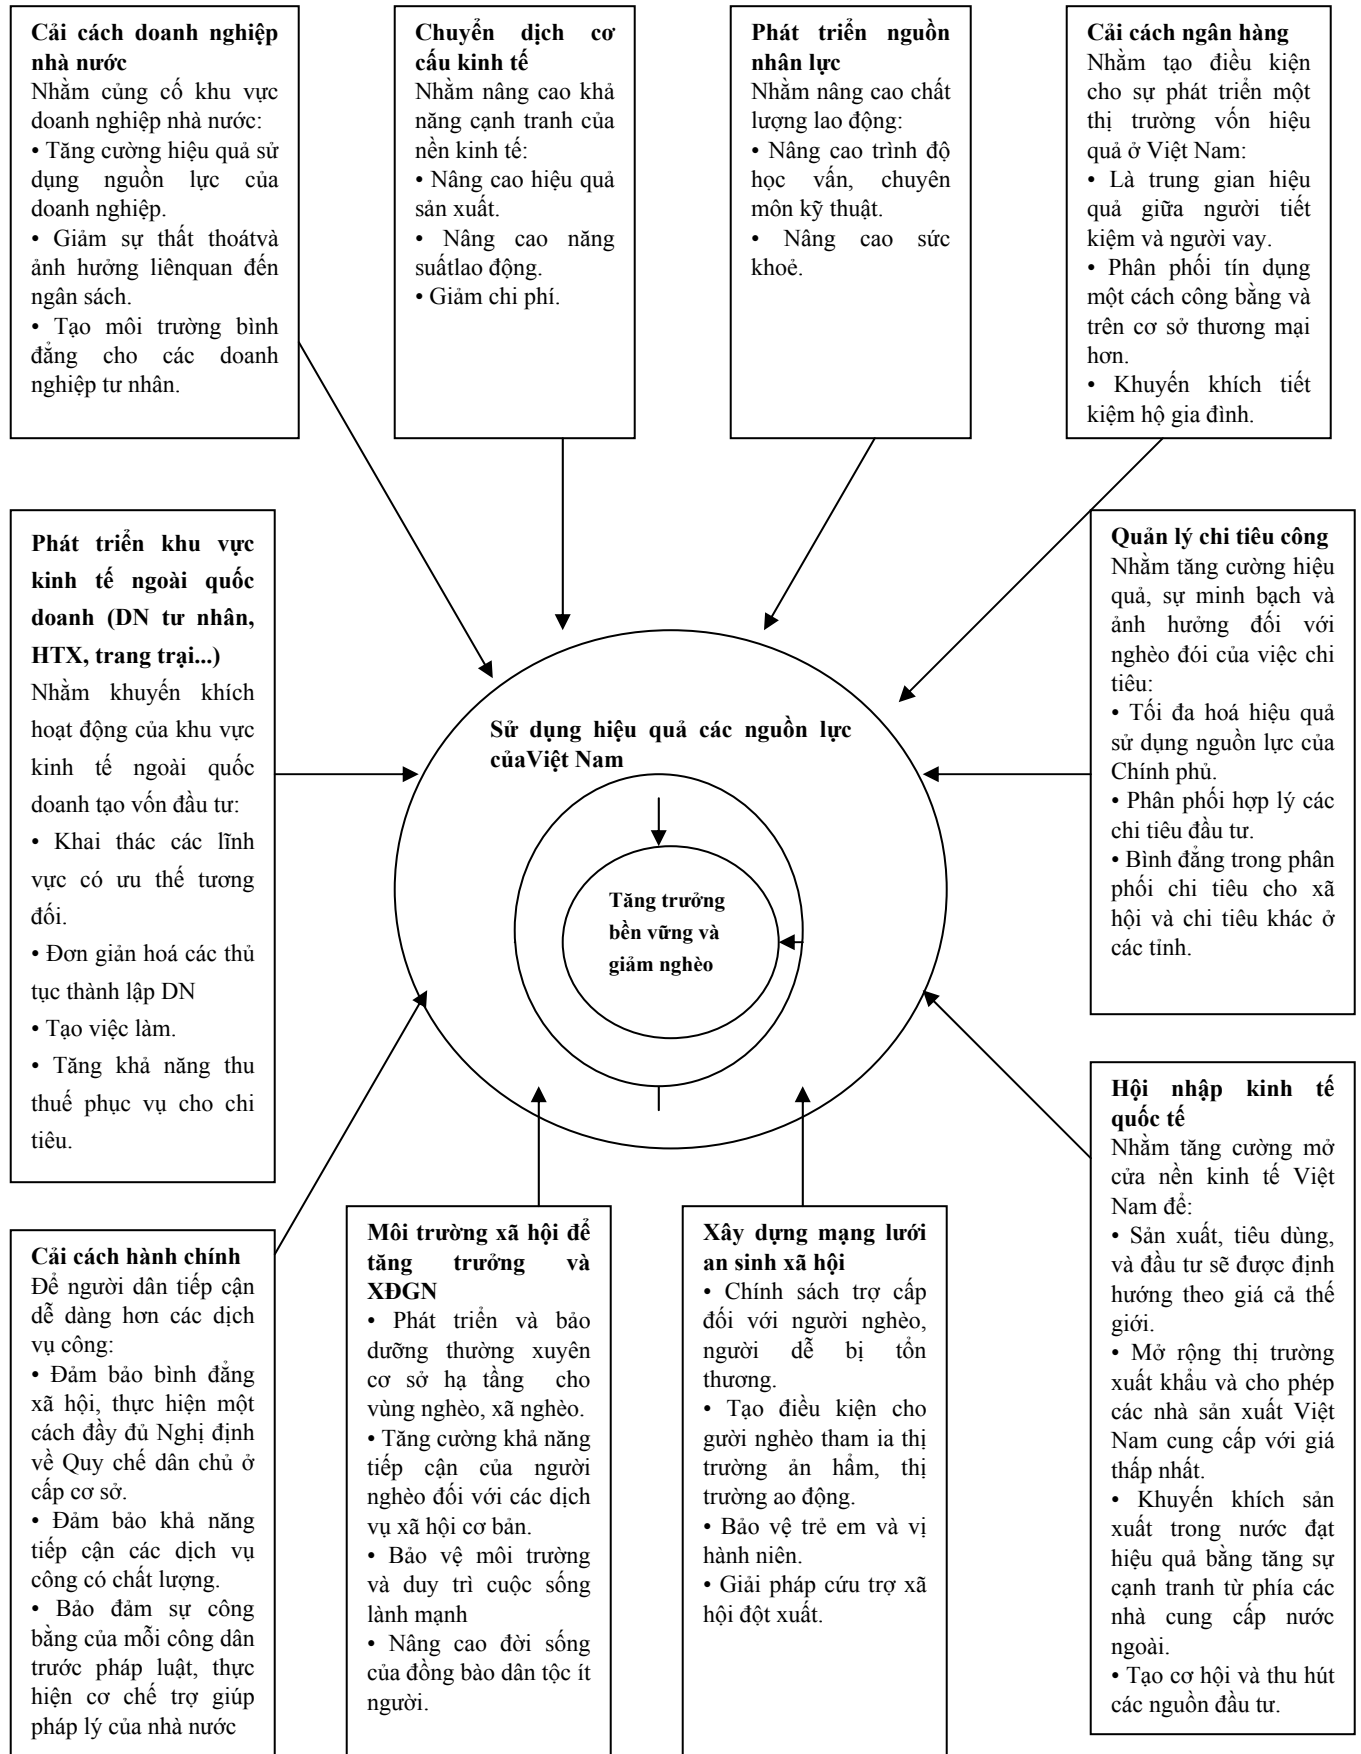 Cải cách doanh nghiệp
nhà nước
Nhằm củng cố khu vực
doanh nghiệp nhà nước:
• Tăng cường hiệu quả sử
dụng nguồn lực của
doanh nghiệp.
• Giảm sự thất thoátvà
ảnh hưởng liênquan đến
ngân sách.
• Tạo môi trường bình
đẳng cho các doanh
nghiệp tư nhân.
Chuyển dịch cơ
cấu kinh tế
Nhằm nâng cao khả
năng cạnh tranh của
nền kinh tế:
• Nâng cao hiệu quả
sản xuất.
• Nâng cao năng
suấtlao động.
• Giảm chi phí.
Phát triển nguồn
nhân lực
Nhằm nâng cao chất
lượng lao động:
• Nâng cao trình độ
học vấn, chuyên
môn kỹ thuật.
• Nâng cao sức
khoẻ.
Cải cách ngân hàng
Nhằm tạo điều kiện
cho sự phát triển một
thị trường vốn hiệu
quả ở Việt Nam:
• Là trung gian hiệu
quả giữa người tiết
kiệm và người vay.
• Phân phối tín dụng
một cách công bằng và
trên cơ sở thương mại
hơn.
• Khuyến khích tiết
kiệm hộ gia đình.
Phát triển khu vực
kinh tế ngoài quốc
doanh (DN tư nhân,
HTX, trang trại...)
Nhằm khuyến khích
hoạt động của khu vực
kinh tế ngoài quốc
doanh tạo vốn đầu tư:
• Khai thác các lĩnh
vực có ưu thế tương
đối.
• Đơn giản hoá các thủ
tục thành lập DN
• Tạo việc làm.
• Tăng khả năng thu
thuế phục vụ cho chi
tiêu.
Sử dụng hiệu quả các nguồn lực
củaViệt Nam
Tăng trưởng
bền vững và
giảm nghèo
Quản lý chi tiêu công
Nhằm tăng cường hiệu
quả, sự minh bạch và
ảnh hưởng đối với
nghèo đói của việc chi
tiêu:
• Tối đa hoá hiệu quả
sử dụng nguồn lực của
Chính phủ.
• Phân phối hợp lý các
chi tiêu đầu tư.
• Bình đẳng trong phân
phối chi tiêu cho xã
hội và chi tiêu khác ở
các tỉnh.
Cải cách hành chính
Để người dân tiếp cận
dễ dàng hơn các dịch
vụ công:
• Đảm bảo bình đẳng
xã hội, thực hiện một
cách đầy đủ Nghị định
về Quy chế dân chủ ở
cấp cơ sở.
• Đảm bảo khả năng
tiếp cận các dịch vụ
công có chất lượng.
• Bảo đảm sự công
bằng của mỗi công dân
trước pháp luật, thực
hiện cơ chế trợ giúp
pháp lý của nhà nước
Môi trường xã hội để
tăng trưởng và
XĐGN
• Phát triển và bảo
dưỡng thường xuyên
cơ sở hạ tầng cho
vùng nghèo, xã nghèo.
• Tăng cường khả năng
tiếp cận của người
nghèo đối với các dịch
vụ xã hội cơ bản.
• Bảo vệ môi trường
và duy trì cuộc sống
lành mạnh
• Nâng cao đời sống
của đồng bào dân tộc ít
người.
Xây dựng mạng lưới
an sinh xã hội
• Chính sách trợ cấp
đối với người nghèo,
người dễ bị tổn
thương.
• Tạo điều kiện cho
gười nghèo tham ia thị
trường ản hẩm, thị
trường ao động.
• Bảo vệ trẻ em và vị
hành niên.
• Giải pháp cứu trợ xã
hội đột xuất.
Hội nhập kinh tế
quốc tế
Nhằm tăng cường mở
cửa nền kinh tế Việt
Nam để:
• Sản xuất, tiêu dùng,
và đầu tư sẽ được định
hướng theo giá cả thế
giới.
• Mở rộng thị trường
xuất khẩu và cho phép
các nhà sản xuất Việt
Nam cung cấp với giá
thấp nhất.
• Khuyến khích sản
xuất trong nước đạt
hiệu quả bằng tăng sự
cạnh tranh từ phía các
nhà cung cấp nước
ngoài.
• Tạo cơ hội và thu hút
các nguồn đầu tư.